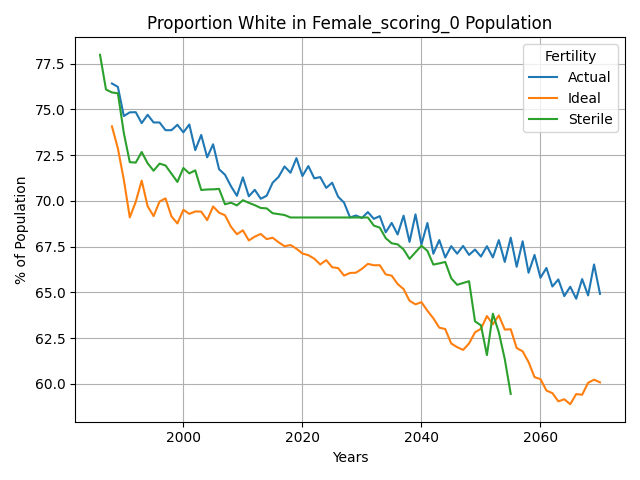 Proportion White in Female_scoring_0 Population
Fertility
Actual
Ideal
Sterile
% of Population
77.5
75.0
72.5
70.0
67.5
65.0
62.5
60.0
2000
2020
2040
2060
Years